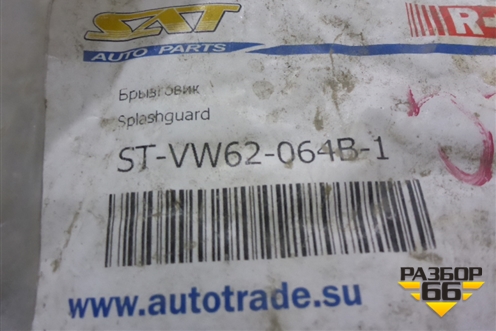 SAT
AUTO PARTS
R-
Брызговик
Splashguard
ST-VW62-064B-1
www.autotrade.su
РАЗБОР
66